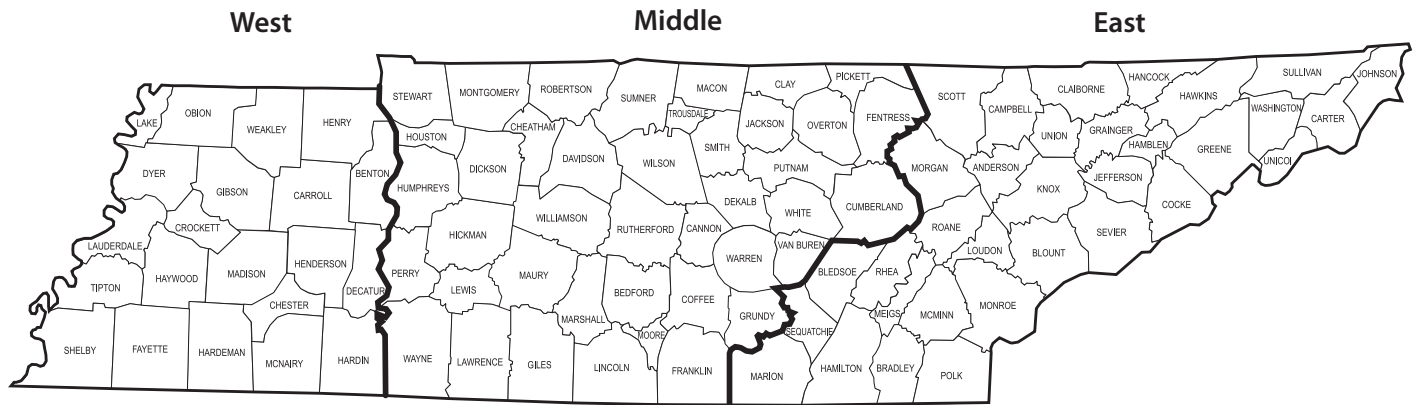 West Middle East
STEWART MONTGOMERY ROBERTSON SUMNER MACON CLAY PICKETT SCOTT CAMPBELL CLAIBORNE HANCOCK HAWKINS SULLIVAN JOHNSON
LAKE OBION WEAKLEY HENRY HOUSTON CHEATHAM TROUSDALE JACKSON OVERTON FENTRESS UNION GRAINGER WASHINGTON CARTER
DYER GIBSON CARROLL BENTON HUMPHREYS DICKSON DAVIDSON WILSON SMITH PUTNAM MORGAN ANDERSON KNOX HAMBLEN JEFFERSON GREENE UNICOI
LAUDERDALE CROCKETT HICKMAN WILLIAMSON RUTHERFORD CANNON DEKALB WHITE CUMBERLAND ROANE LOUDON BLOUNT SEVIER COCKE
TIPTON HAYWOOD MADISON HENDERSON DECATUR PERRY LEWIS MAURY BEDFORD COFFEE WARREN VAN BUREN BLEDSOE RHEA
CHESTER MARSHALL MOORE GRUNDY SEQUATCHIE MEIGS MCMINN MONROE
SHELBY FAYETTE HARDEMAN MCNAIRY HARDIN WAYNE LAWRENCE GILES LINCOLN FRANKLIN MARION HAMILTON BRADLEY POLK